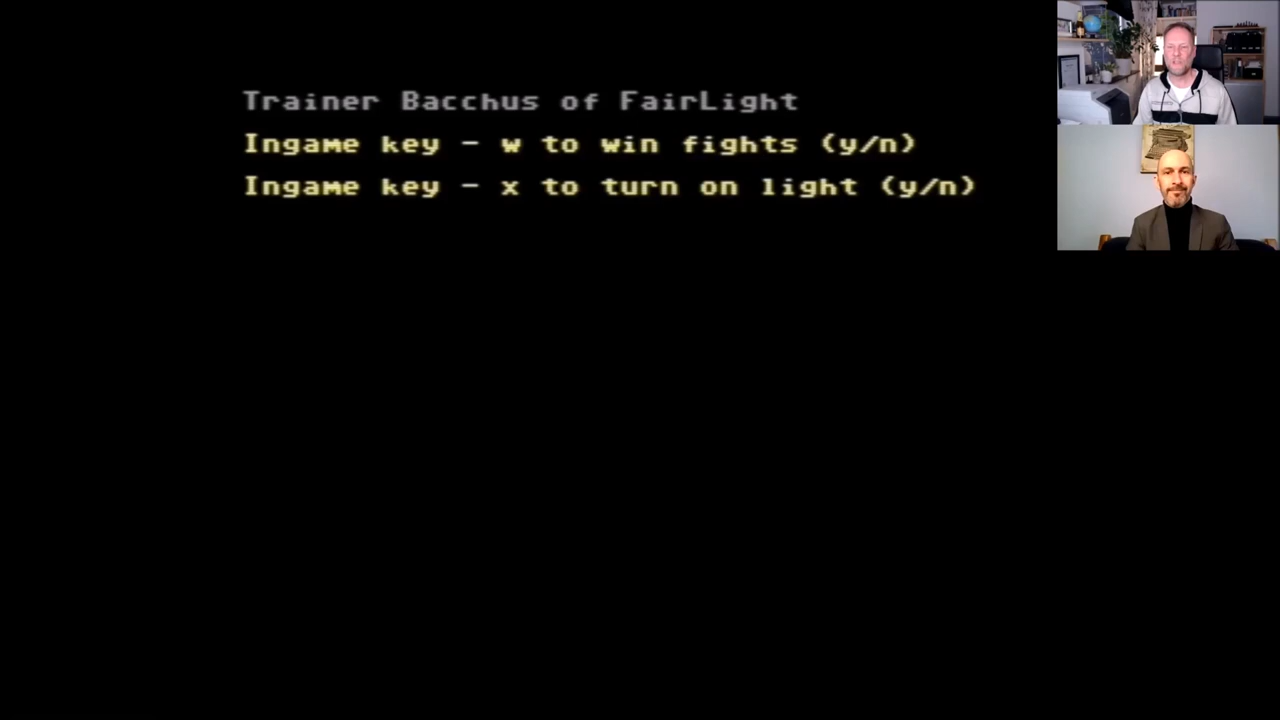 Trainer Bacchus of FairLight
Ingame key - w to win fights (y/n)
Ingame key - x to turn on light (y/n)